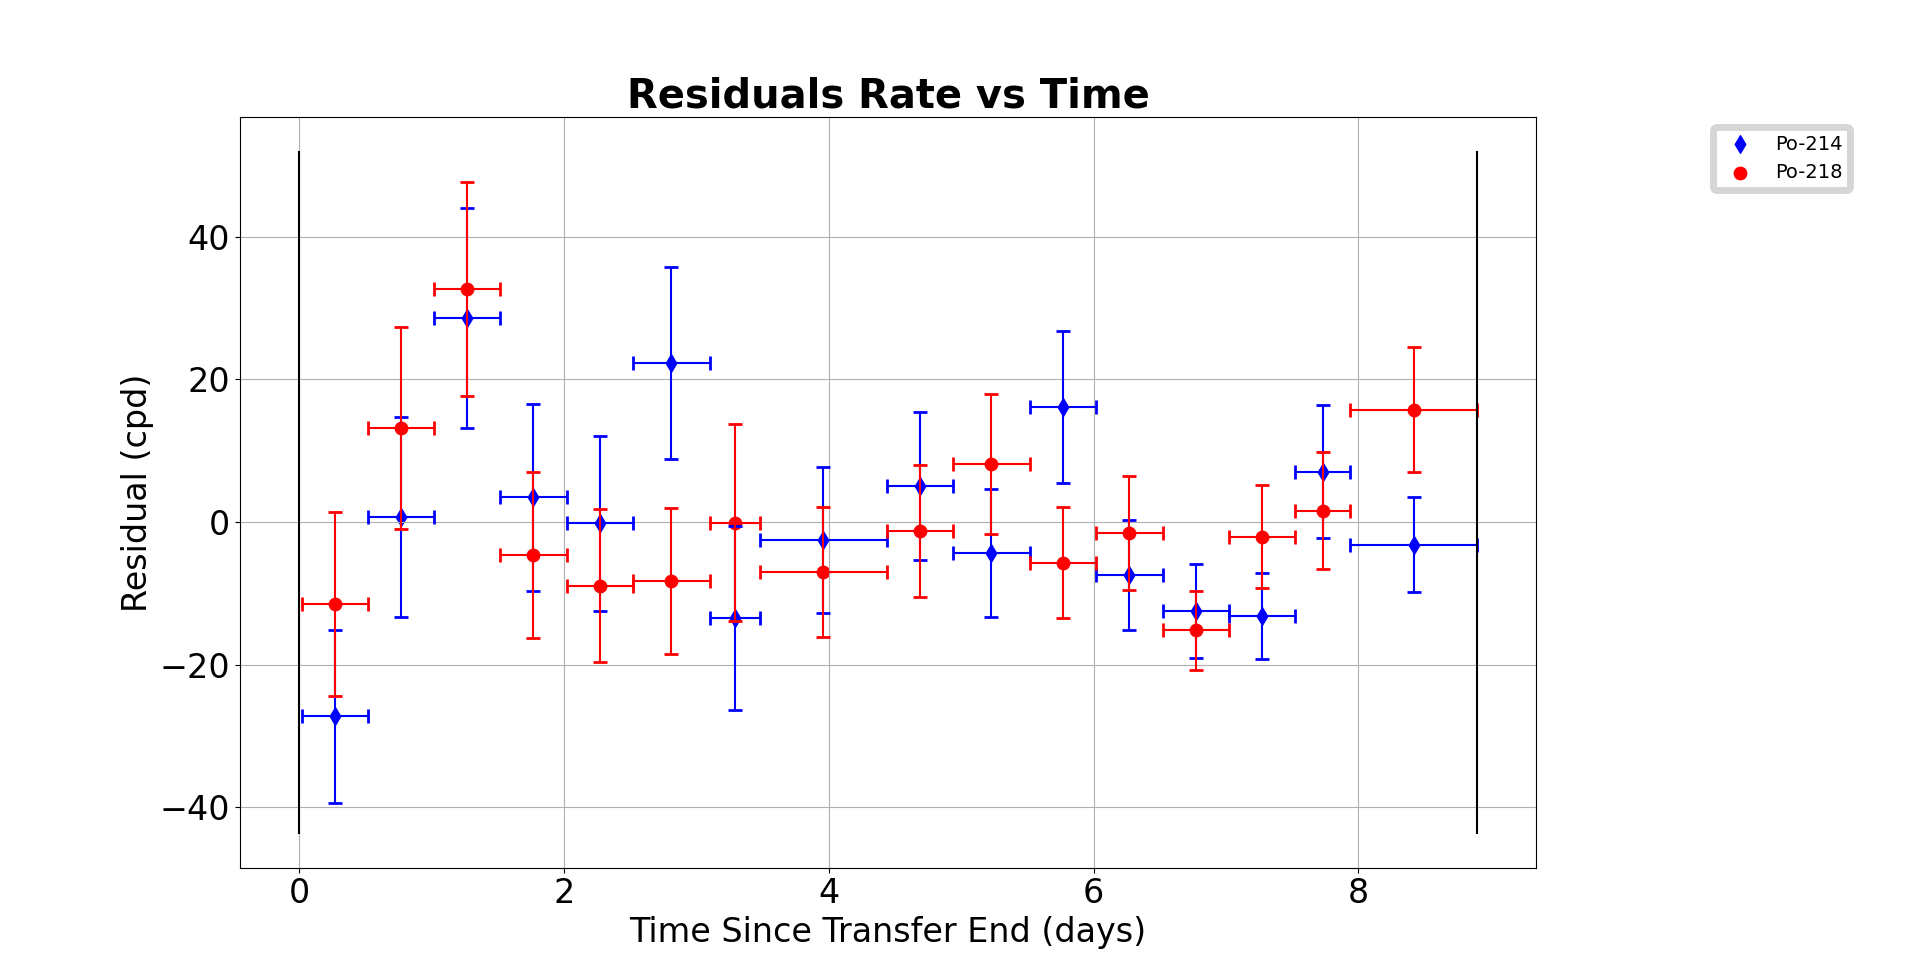 Residuals Rate vs Time
Po-214
Po-218
40
20
0
−20
−40
Residual (cpd)
0 2 4 6 8
Time Since Transfer End (days)